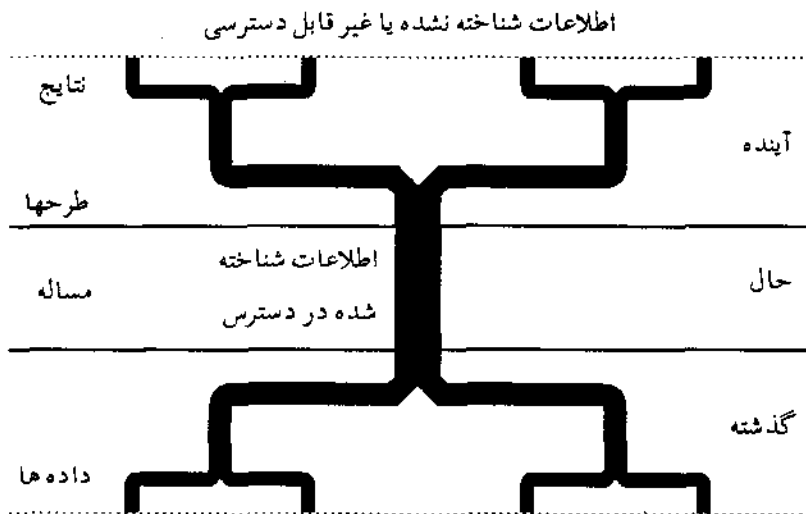 اطلاعات شناخته نشده یا غیر قابل دسترسی
نتایج
آینده
طرحها
اطلاعات شناخته
حال
مساله
شده در دسترس
گذشته
داده ها